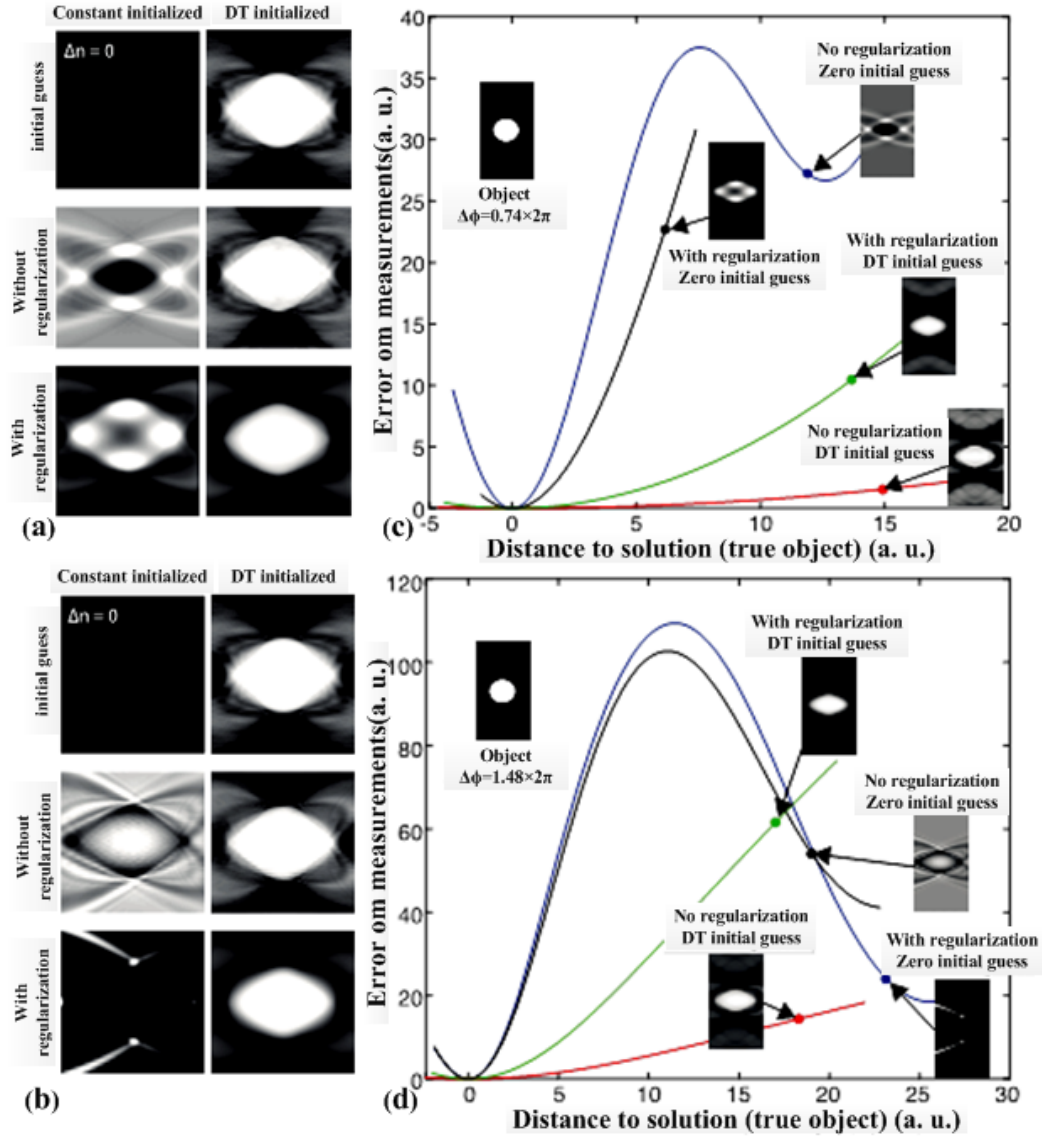 Constant initialized
DT initialized
initial guess
Δn = 0
Without
regularization
With
regularization
(a)
Error om measurements(a. u.)
40
35
30
25
20
15
10
5
0
-5
0
5
10
15
20
Object
Δϕ=0.74×2π
No regularization
Zero initial guess
With regularization
Zero initial guess
With regularization
DT initial guess
No regularization
DT initial guess
(c)
Distance to solution (true object) (a. u.)
Constant initialized
DT initialized
initial guess
Δn = 0
Without
regularization
With
regularization
(b)
Error om measurements(a. u.)
120
100
80
60
40
20
0
0
5
10
15
20
25
30
Object
Δϕ=1.48×2π
With regularization
DT initial guess
No regularization
Zero initial guess
No regularization
DT initial guess
With regularization
Zero initial guess
(d)
Distance to solution (true object) (a. u.)